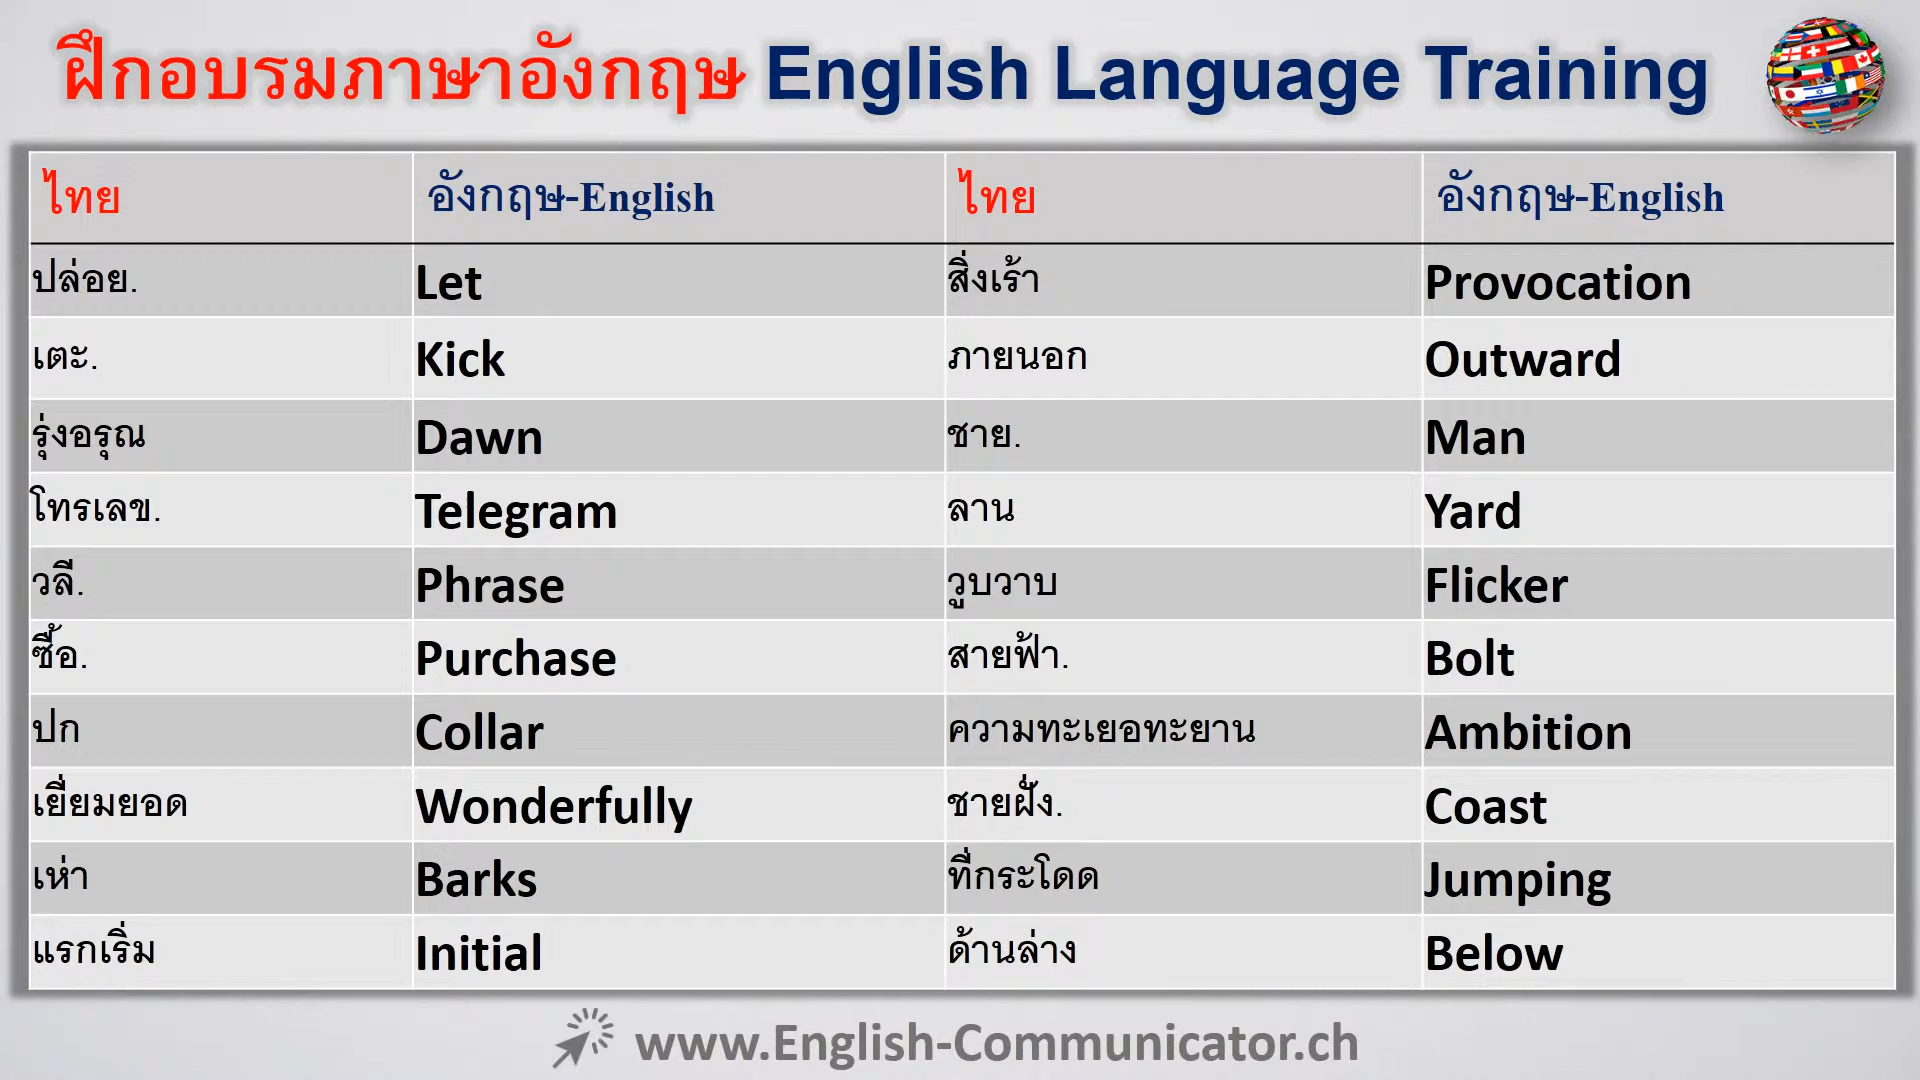 ฝึกอบรมภาษาอังกฤษ English Language Training
ไทย อังกฤษ-English ไทย อังกฤษ-English
ปล่อย. Let สิ่งเร้า Provocation
เตะ. Kick ภายนอก Outward
รุ่งอรุณ Dawn ชาย. Man
โทรเลข. Telegram ลาน Yard
วลี. Phrase วูบวาบ Flicker
ซื้อ. Purchase สายฟ้า. Bolt
ปก Collar ความทะเยอทะยาน Ambition
เยี่ยมยอด Wonderfully ชายฝั่ง. Coast
เห่า Barks ที่กระโดด Jumping
แรกเริ่ม Initial ด้านล่าง Below
www.English-Communicator.ch